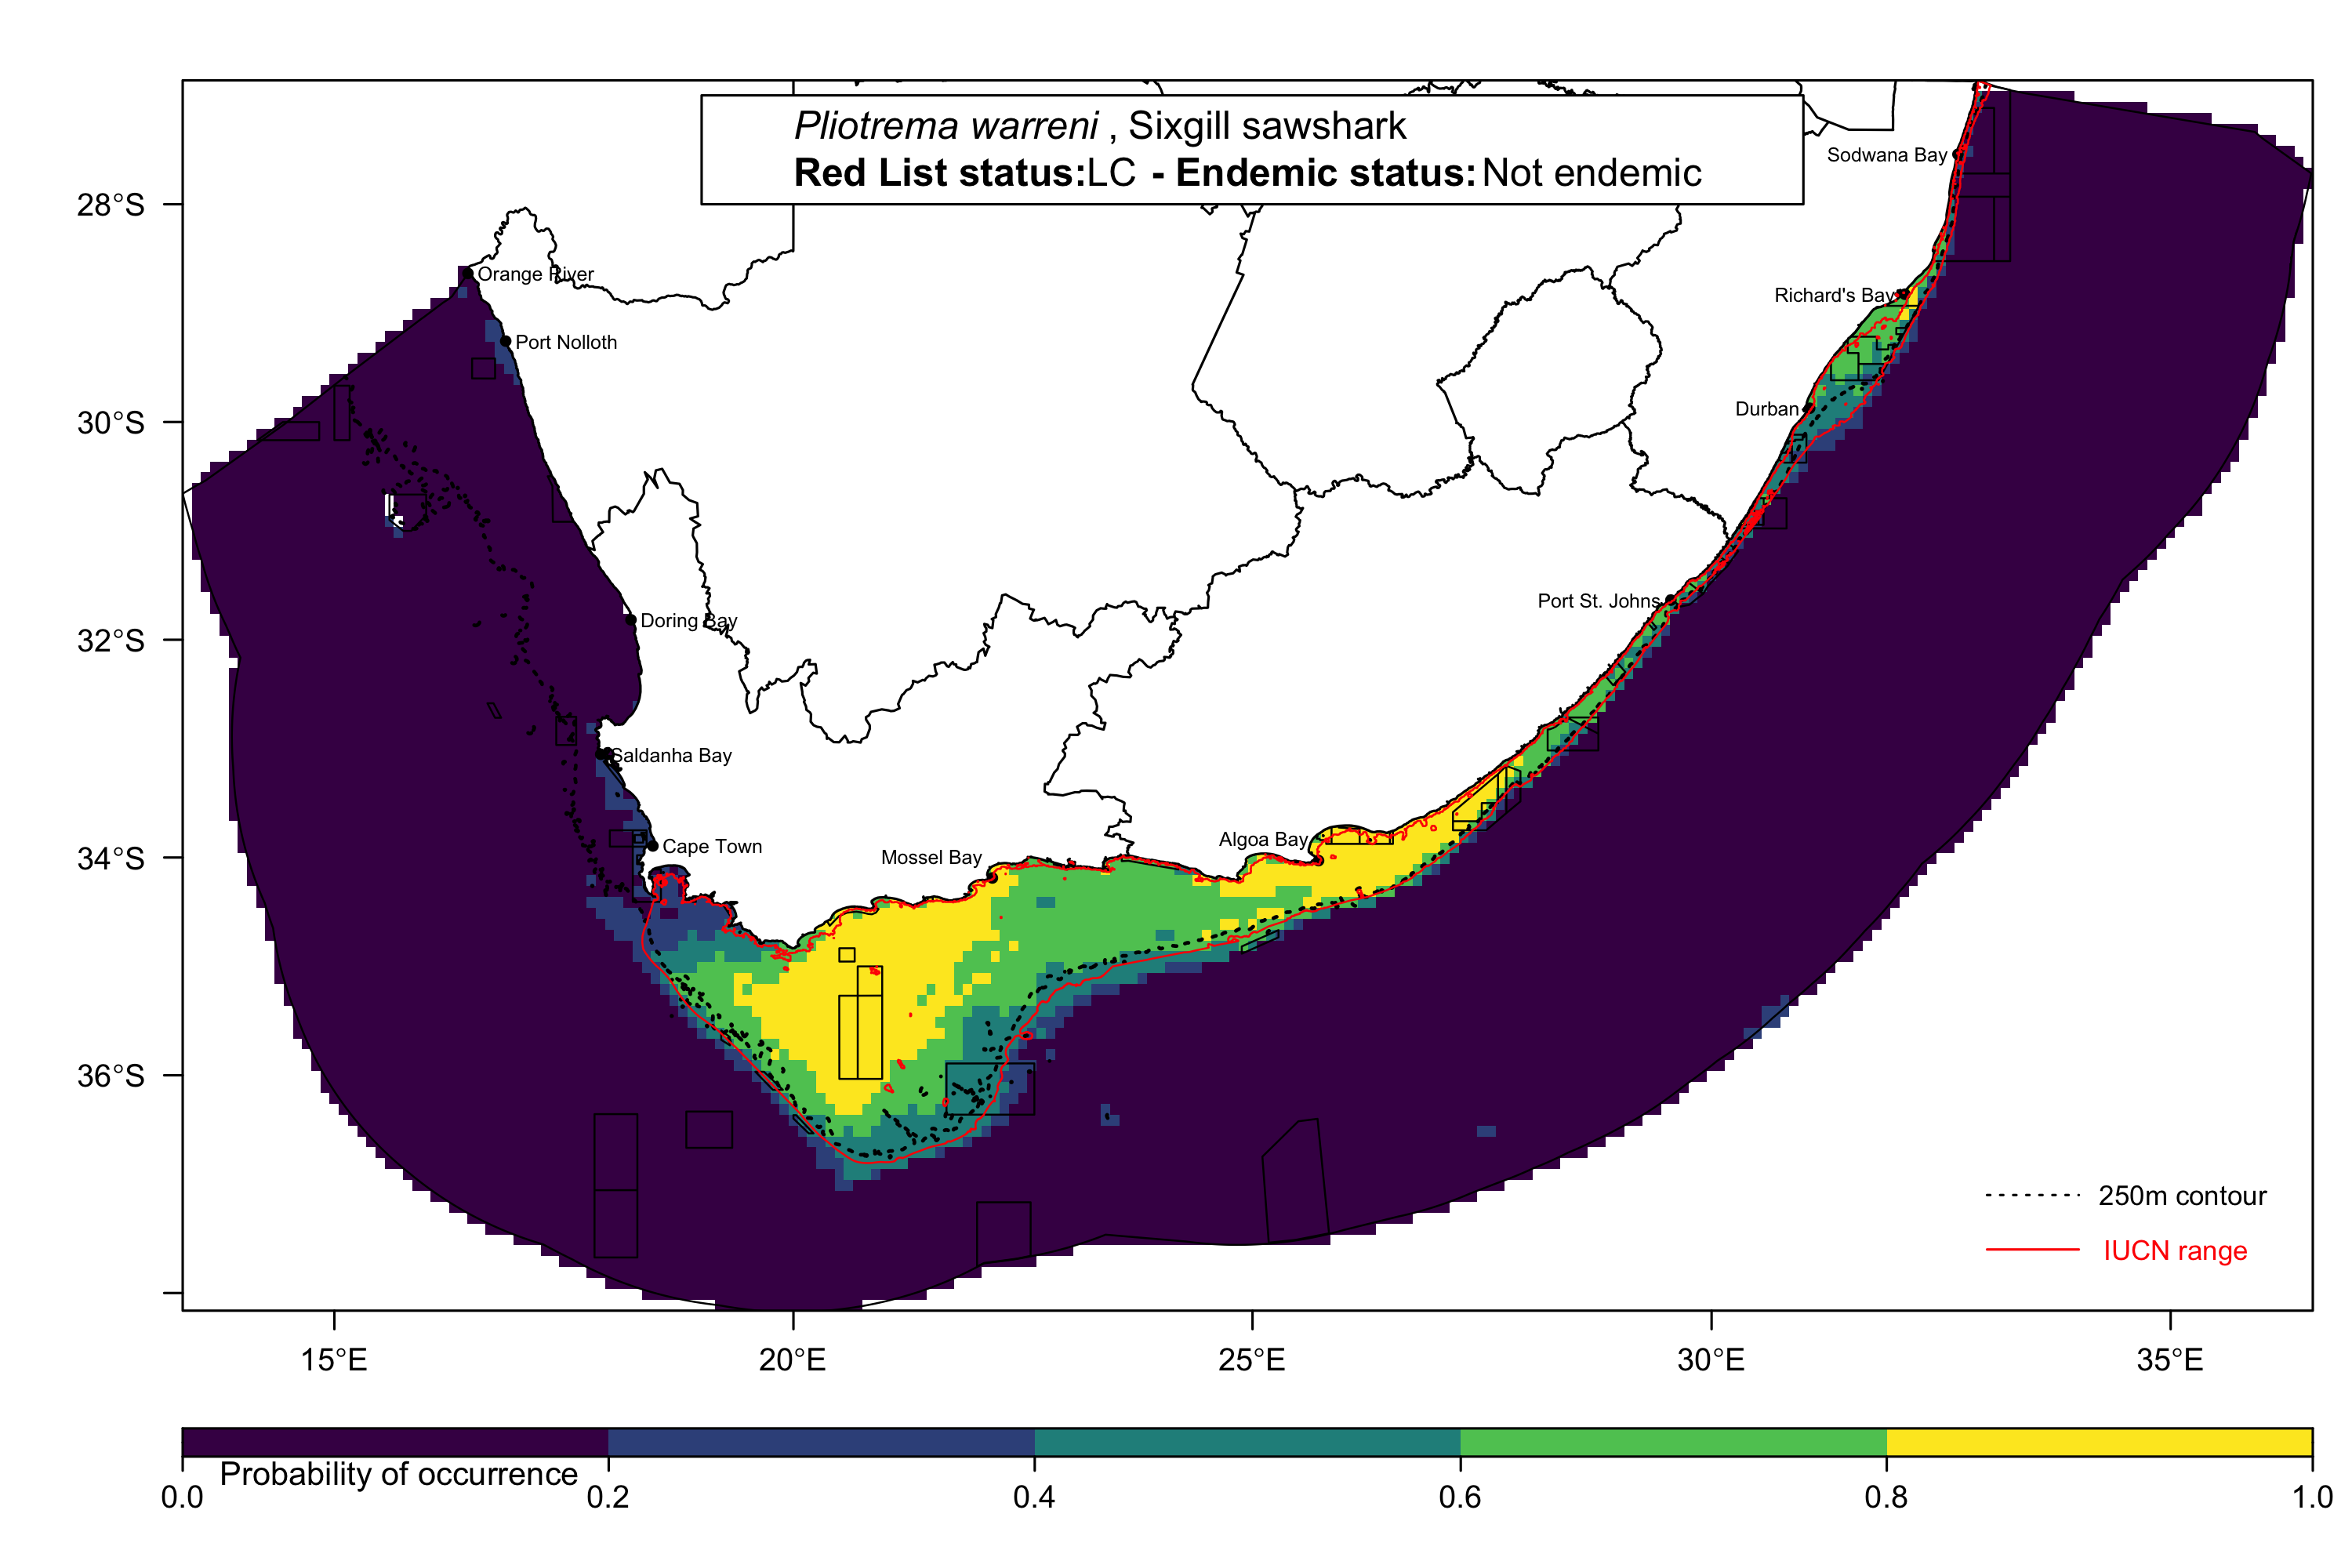 Pliotrema warreni , Sixgill sawshark
Red List status:LC - Endemic status:Not endemic
Sodwana Bay
28°S
Orange River
Richard's Bay
Port Nolloth
Durban
30°S
Port St. Johns
Doring Bay
32°S
Saldanha Bay
Algoa Bay
Cape Town
Mossel Bay
34°S
36°S
250m contour
IUCN range
15°E
20°E
25°E
30°E
35°E
Probability of occurrence
0.0
0.2
0.4
0.6
0.8
1.0